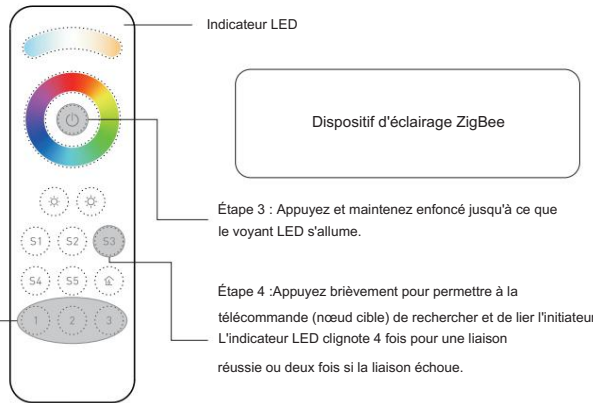 Indicateur LED
Dispositif d'éclairage ZigBee
Étape 3 : Appuyez et maintenez enfoncé jusqu'à ce que
le voyant LED s'allume.
S1 S2 S3
S4 S5
Étape 4 :Appuyez brièvement pour permettre à la
télécommande (nœud cible) de rechercher et de lier l'initiateur
1 2 3
L'indicateur LED clignote 4 fois pour une liaison
réussie ou deux fois si la liaison échoue.